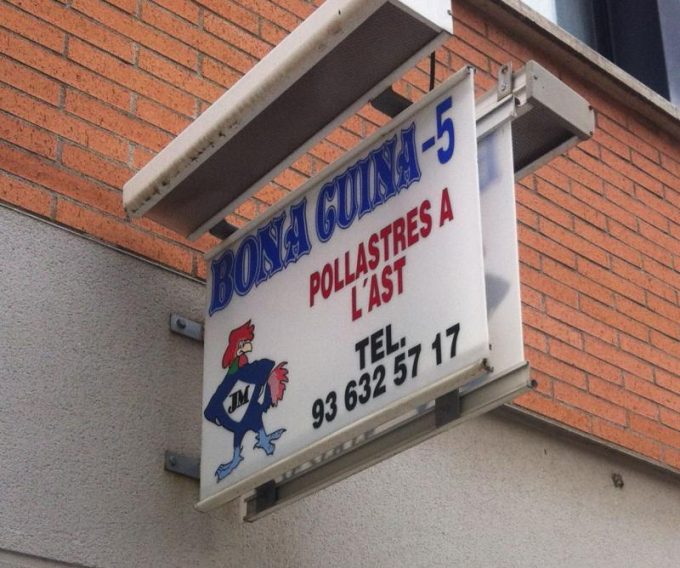 BONA CUINA-5
POLLASTRES A
L´AST
TEL.
93 632 57 17
JM